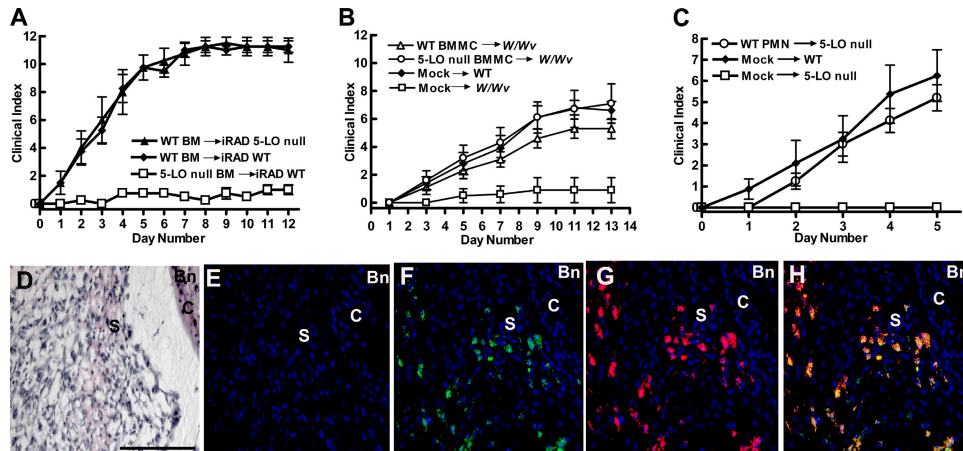 A
Clinical Index
12
10
8
6
4
2
0
WT BM → iRAD 5-LO null
WT BM → iRAD WT
5-LO null BM → iRAD WT
0 1 2 3 4 5 6 7 8 9 10 11 12
Day Number
B
Clinical Index
12
10
8
6
4
2
0
WT BMMC → W/Wv
5-LO null BMMC → W/Wv
Mock → WT
Mock → W/Wv
0 1 2 3 4 5 6 7 8 9 10 11 12 13 14
Day Number
C
Clinical Index
8
7
6
5
4
3
2
1
0
WT PMN → 5-LO null
Mock → WT
Mock → 5-LO null
0 1 2 3 4 5
Day Number
D
Bn
C
S
E
Bn
C
S
F
Bn
C
S
G
Bn
C
S
H
Bn
C
S